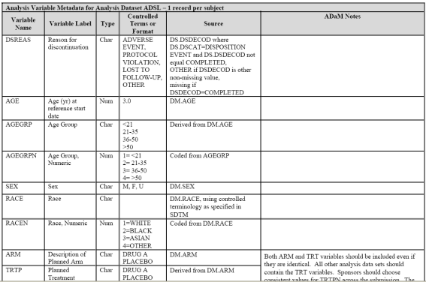 Analysis Variable Metadata for Analysis Dataset ADSL – 1 record per subject
Variable Name
Variable Label
Type
Controlled Terms or Format
Source
ADaM Notes
DSREAS
Reason for discontinuation
Char
ADVERSE EVENT,
PROTOCOL VIOLATION,
LOST TO FOLLOW-UP,
OTHER
DS.DSDECOD where
DS.DSCAT=DISPOSITION
EVENT and DS.DSDECOD not
equal COMPLETED,
OTHER if DSDECOD is other
non-missing value,
missing if
DSDECOD=COMPLETED
AGE
Age (yr) at reference start date
Num
3.0
DM.AGE
AGEGRP
Age Group
Char
<21
21-35
36-50
>50
Derived from DM.AGE
AGEGRPN
Age Group, Numeric
Num
1= <21
2= 21-35
3= 36-50
4= >50
Coded from AGEGRP
SEX
Sex
Char
M, F, U
DM.SEX
RACE
Race
Char
DM.RACE, using controlled
terminology as specified in
SDTM
RACEN
Race, Numeric
Num
1=WHITE
2=BLACK
3=ASIAN
4=OTHER
Coded from DM.RACE
ARM
Description of Planned Arm
Char
DRUG A
PLACEBO
DM.ARM
Both ARM and TRT variables should be included even if
they are identical. All other analysis data sets should
contain the TRT variables. Sponsors should choose
consistent values for TRTPN across the submission. The
TRTP
Planned Treatment
Char
DRUG A
PLACEBO
Derived from DM.ARM